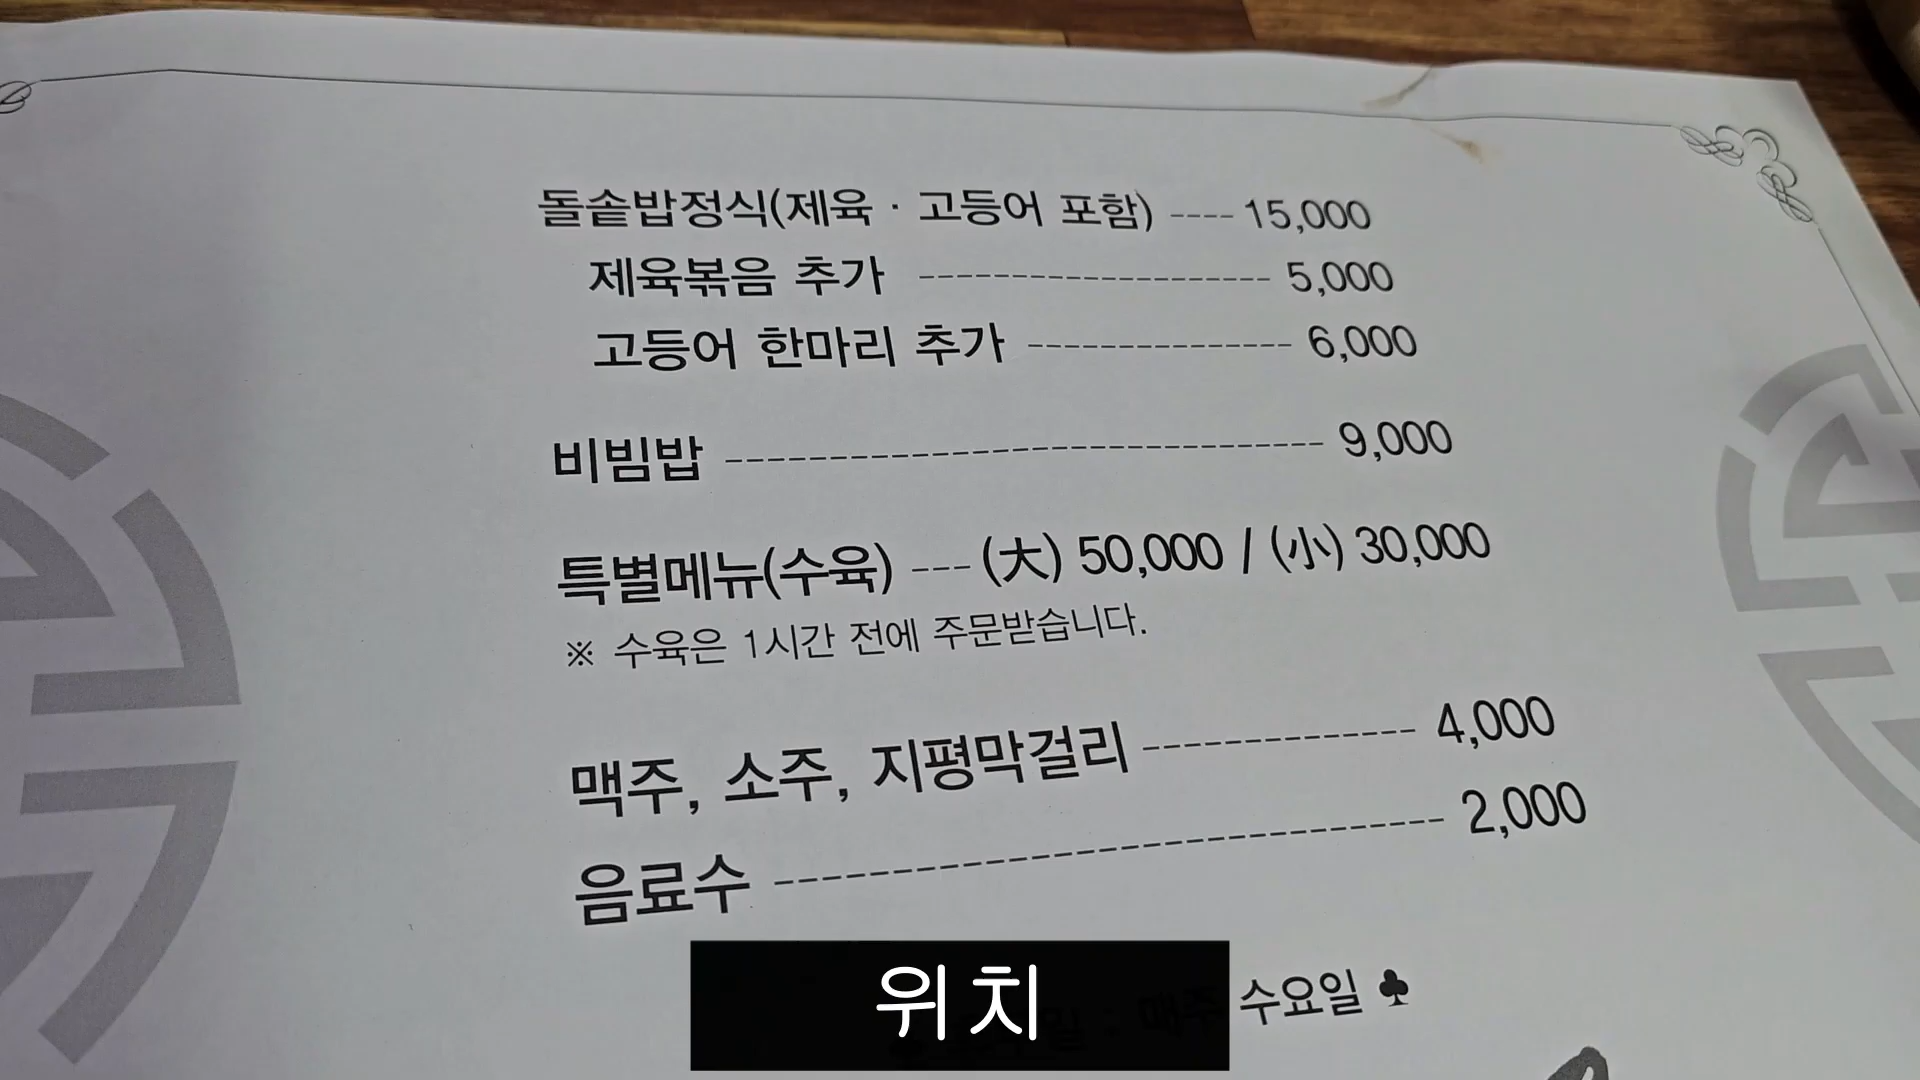 돌솥밥정식(제육 · 고등어 포함) ---- 15,000
제육볶음 추가 ------------------- 5,000
고등어 한마리 추가 -------------- 6,000
비빔밥 -------------------------------- 9,000
특별메뉴(수육) --- (大) 50,000 / (小) 30,000
※ 수육은 1시간 전에 주문받습니다.
맥주, 소주, 지평막걸리 -------------- 4,000
음료수 ----------------------------------- 2,000
수요일 ♣
위치